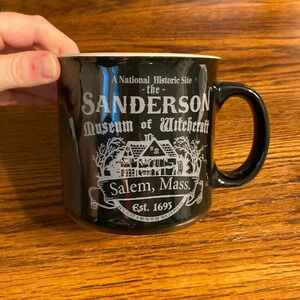 A National Historic Site
- the -
SANDERSON
Museum of Witchcraft
Salem, Mass.
Est. 1693